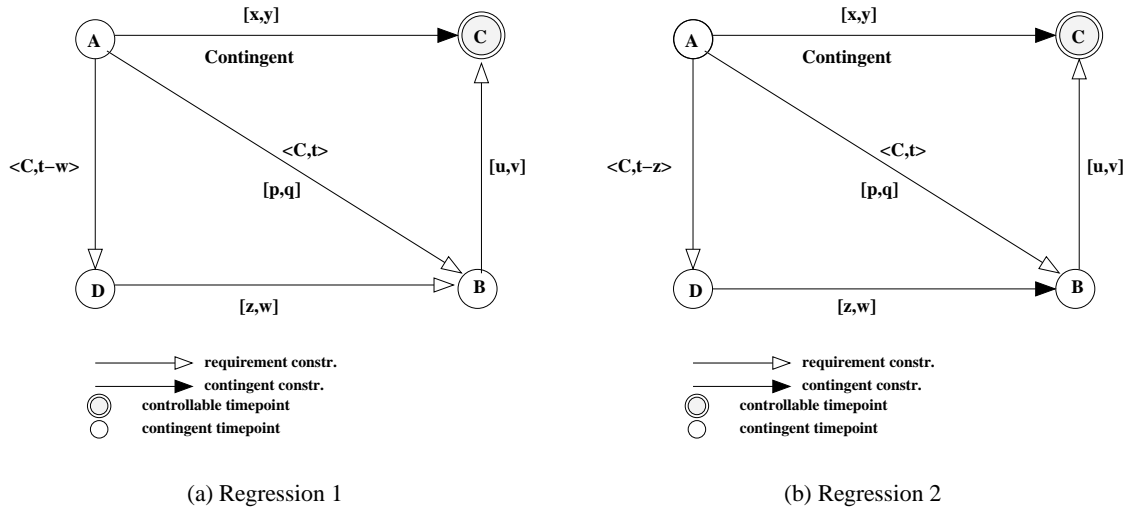 [x,y]
A
C
Contingent
<C,t−w>
<C,t>
[p,q]
[u,v]
D
B
[z,w]
requirement constr.
contingent constr.
controllable timepoint
contingent timepoint
(a) Regression 1
[x,y]
A
C
Contingent
<C,t−z>
<C,t>
[p,q]
[u,v]
D
B
[z,w]
requirement constr.
contingent constr.
controllable timepoint
contingent timepoint
(b) Regression 2